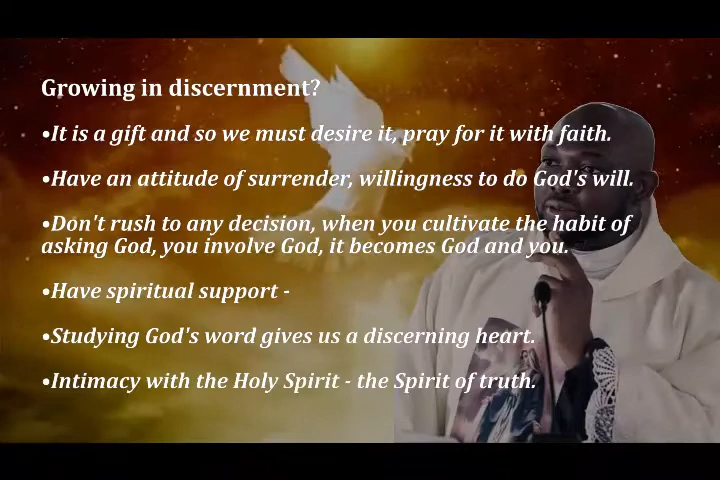 Growing in discernment?
•It is a gift and so we must desire it, pray for it with faith.
•Have an attitude of surrender, willingness to do God's will.
•Don't rush to any decision, when you cultivate the habit of
asking God, you involve God, it becomes God and you.
•Have spiritual support -
•Studying God's word gives us a discerning heart.
•Intimacy with the Holy Spirit - the Spirit of truth.